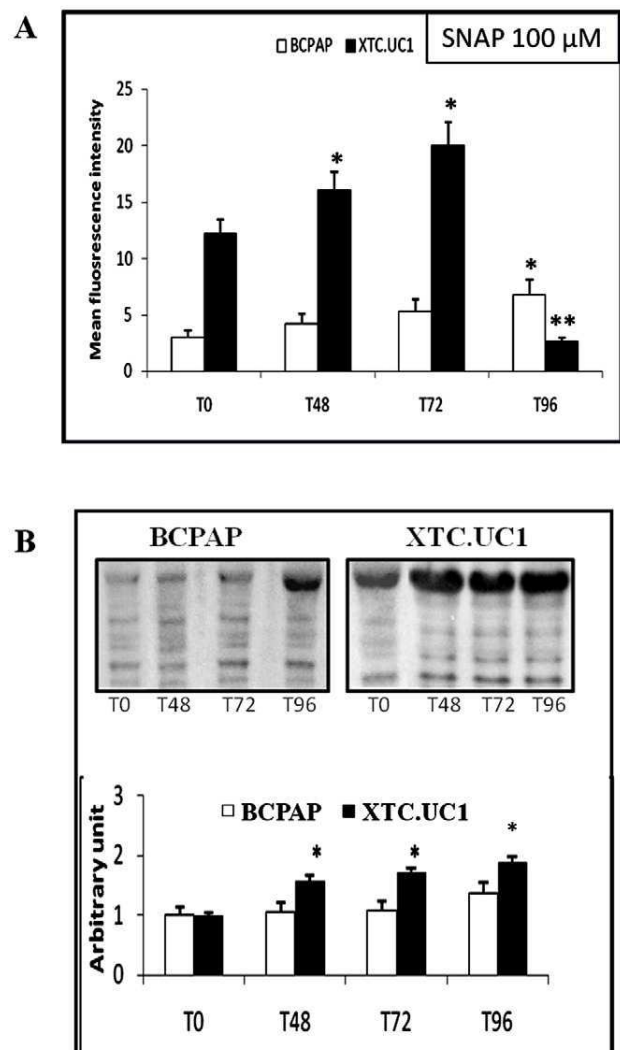 A
SNAP 100 µM
BCPAP XTC.UC1
Mean fluosrescence intensity
25
20
15
10
5
0
*
*
*
**
T0 T48 T72 T96
B
BCPAP XTC.UC1
T0 T48 T72 T96 T0 T48 T72 T96
BCPAP XTC.UC1
Arbitrary unit
3
2
1
0
*
*
*
T0 T48 T72 T96